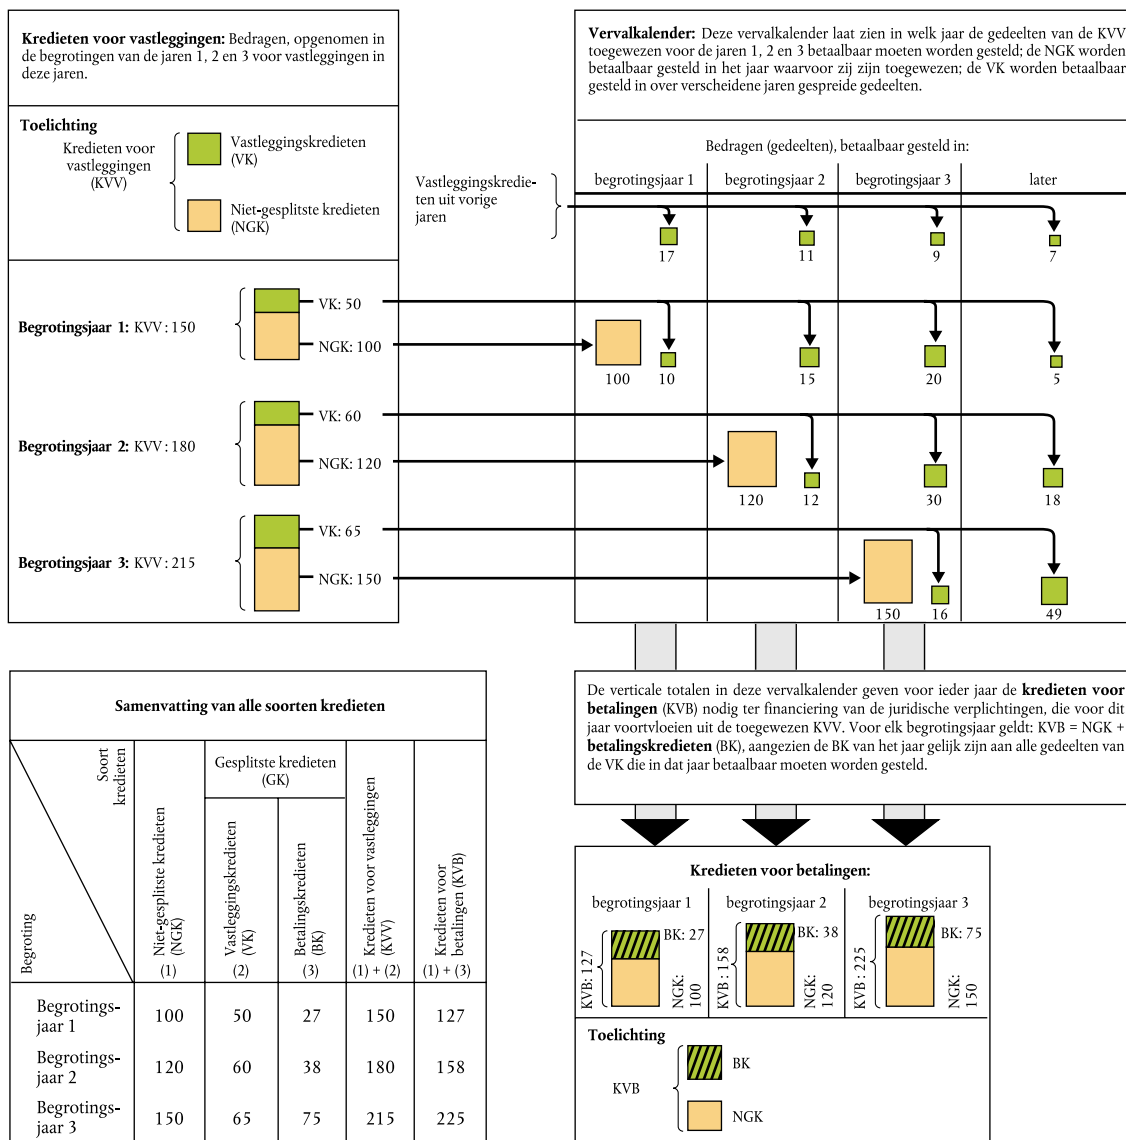 Kredieten voor vastleggingen: Bedragen, opgenomen in
de begrotingen van de jaren 1, 2 en 3 voor vastleggingen in
deze jaren.
Toelichting
Kredieten voor
vastleggingen
(KVV)
Vastleggingskredieten
(VK)
Niet-gesplitste kredieten
(NGK)
Vervalkalender: Deze vervalkalender laat zien in welk jaar de gedeelten van de KVV
toegewezen voor de jaren 1, 2 en 3 betaalbaar moeten worden gesteld; de NGK worden
betaalbaar gesteld in het jaar waarvoor zij zijn toegewezen; de VK worden betaalbaar
gesteld in over verscheidene jaren gespreide gedeelten.
Bedragen (gedeelten), betaalbaar gesteld in:
begrotingsjaar 1
begrotingsjaar 2
begrotingsjaar 3
later
Vastleggingskredie-
ten uit vorige
jaren
17
11
9
7
Begrotingsjaar 1: KVV : 150
VK: 50
NGK: 100
100
10
15
20
5
Begrotingsjaar 2: KVV : 180
VK: 60
NGK: 120
120
12
30
18
Begrotingsjaar 3: KVV : 215
VK: 65
NGK: 150
150
16
49
De verticale totalen in deze vervalkalender geven voor ieder jaar de kredieten voor
betalingen (KVB) nodig ter financiering van de juridische verplichtingen, die voor dit
jaar voortvloeien uit de toegewezen KVV. Voor elk begrotingsjaar geldt: KVB = NGK +
betalingskredieten (BK), aangezien de BK van het jaar gelijk zijn aan alle gedeelten van
de VK die in dat jaar betaalbaar moeten worden gesteld.
Samenvatting van alle soorten kredieten
Soort
kredieten
Begroting
Niet-gesplitste kredieten
(NGK)
(1)
Gesplitste kredieten
(GK)
Vastleggingskredieten
(VK)
(2)
Betalingskredieten
(BK)
(3)
Kredieten voor vastleggingen
(KVV)
(1) + (2)
Kredieten voor
betalingen (KVB)
(1) + (3)
Begrotings-
jaar 1
100
50
27
150
127
Begrotings-
jaar 2
120
60
38
180
158
Begrotings-
jaar 3
150
65
75
215
225
Kredieten voor betalingen:
begrotingsjaar 1
begrotingsjaar 2
begrotingsjaar 3
KVB: 127
BK: 27
NGK:
100
KVB : 158
BK: 38
NGK:
120
KVB : 225
BK: 75
NGK:
150
Toelichting
KVB
BK
NGK